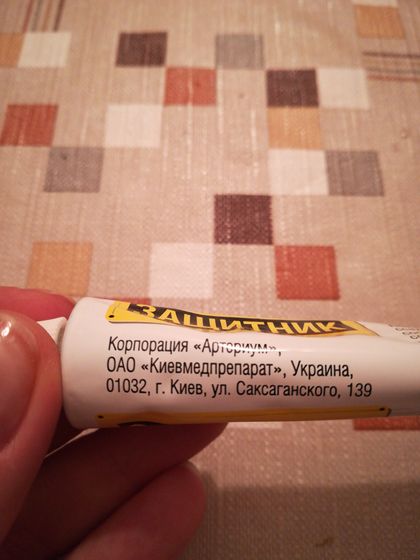 ЗАЩИТНИК
Корпорация «Артериум»,
ОАО «Киевмедпрепарат», Украина,
01032, г. Киев, ул. Саксаганского, 139